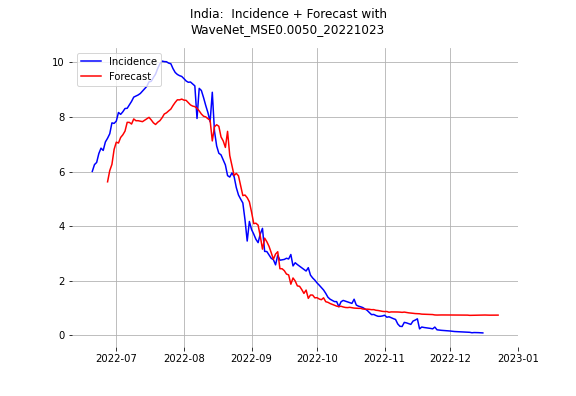 India:  Incidence + Forecast with
WaveNet_MSE0.0050_20221023
Incidence
Forecast
10
8
6
4
2
0
2022-07 2022-08 2022-09 2022-10 2022-11 2022-12 2023-01